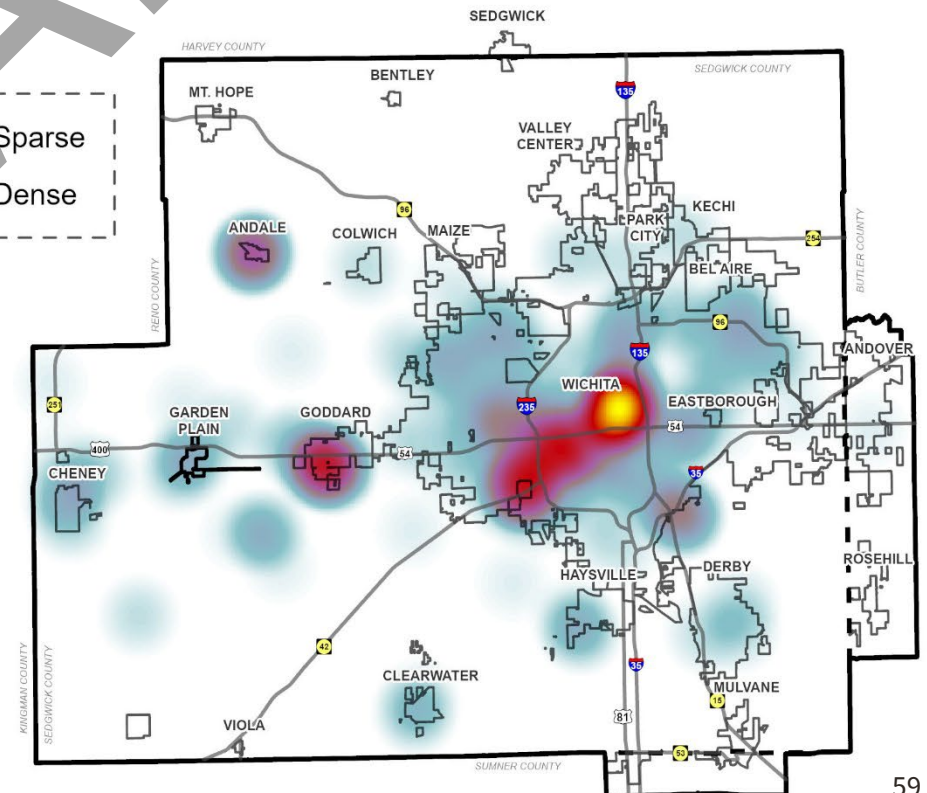 SEDGWICK
HARVEY COUNTY
SEDGWICK COUNTY
BENTLEY
MT. HOPE
135
Sparse
Dense
VALLEY
CENTER
96
KECHI
PARK
CITY
ANDALE
COLWICH
MAIZE
254
BEL AIRE
BUTLER COUNTY
RENO COUNTY
96
135
ANDOVER
WICHITA
251
235
EASTBOROUGH
GARDEN
PLAIN
GODDARD
54
400
54
CHENEY
35
ROSEHILL
HAYSVILLE
DERBY
KINGMAN COUNTY
SEDGWICK COUNTY
42
35
CLEARWATER
MULVANE
15
81
VIOLA
53
SUMNER COUNTY
59